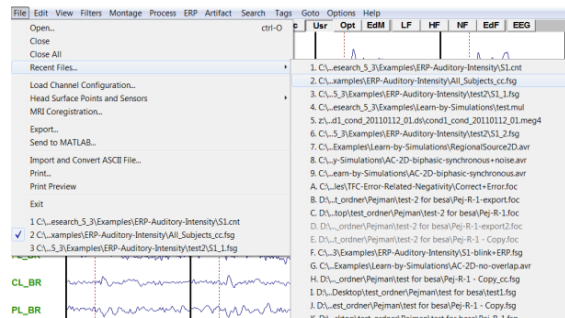 File Edit View Filters Montage Process ERP Artifact Search Tags Goto Options Help
Usr Opt EdM LF HF NF EdF EEG
Open... ctrl-O
Close
Close All
Recent Files...
Load Channel Configuration...
Head Surface Points and Sensors
MRI Coregistration...
Export...
Send to MATLAB...
Import and Convert ASCII File...
Print...
Print Preview
Exit
1 C:\...esearch_5_3\Examples\ERP-Auditory-Intensity\S1.cnt
2 C:\...xamples\ERP-Auditory-Intensity\All_Subjects_cc.fsg
3 C:\...5_3\Examples\ERP-Auditory-Intensity\test2\S1_1.fsg
1. C:\...esearch_5_3\Examples\ERP-Auditory-Intensity\S1.cnt
2. C:\...xamples\ERP-Auditory-Intensity\All_Subjects_cc.fsg
3. C:\...5_3\Examples\ERP-Auditory-Intensity\test2\S1_1.fsg
4. C:\...esearch_5_3\Examples\Learn-by-Simulations\test.mul
5. z:\...d1_cond_20110112_01.ds\cond1_cond_20110112_01.meg4
6. C:\...5_3\Examples\ERP-Auditory-Intensity\test2\S1_2.fsg
7. C:\...Examples\Learn-by-Simulations\RegionalSource2D.avr
8. C:\...y-Simulations\AC-2D-biphasic-synchronous+noise.avr
9. C:\...earn-by-Simulations\AC-2D-biphasic-synchronous.avr
A. C:\...les\TFC-Error-Related-Negativity\Correct+Error.foc
B. D:\...t_ordner\Pejman\test-2 for besa\Pej-R-1-export.foc
C. D:\...top\test_ordner\Pejman\test-2 for besa\Pej-R-1.foc
D. D:\..._ordner\Pejman\test-2 for besa\Pej-R-1-export2.foc
E. D:\...t_ordner\Pejman\test-2 for besa\Pej-R-1 - Copy.foc
F. C:\...3\Examples\ERP-Auditory-Intensity\S1-blink+ERP.fsg
G. C:\...Examples\Learn-by-Simulations\AC-2D-no-overlap.avr
H. D:\..._ordner\Pejman\test for besa\Pej-R-1 - Copy_cc.fsg
I. D:\...Desktop\test_ordner\Pejman\test for besa\test1.fsg
J. D:\...est_ordner\Pejman\test for besa\Pej-R-1 - Copy.fsg
CL_BR
PL_BR